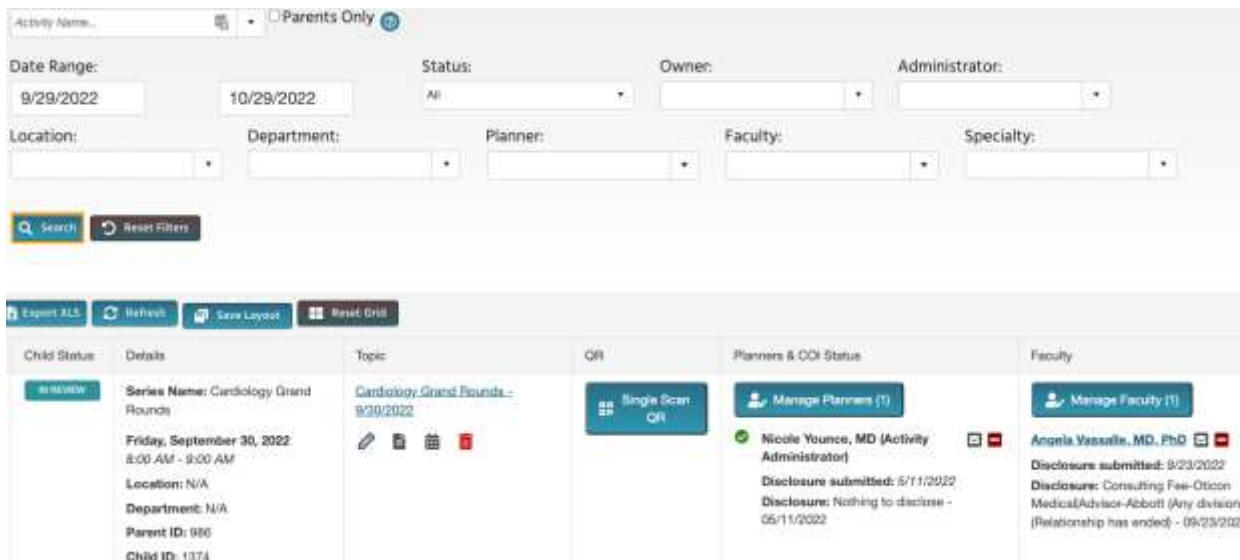 Activity Name...
Parents Only ?
Date Range: Status: Owner: Administrator:
9/29/2022 10/29/2022 All
Location: Department: Planner: Faculty: Specialty:
Search Reset Filters
Export ALS Refresh Save Layout Reset Grid
Child Status Details Topic QR Planners & COI Status Faculty
IN REVIEW
Series Name: Cardiology Grand
Rounds
Friday, September 30, 2022
8:00 AM - 9:00 AM
Location: N/A
Department: N/A
Parent ID: 986
Child ID: 1374
Cardiology Grand Rounds -
9/30/2022
Single Scan
QR
Manage Planners (1)
Nicole Younce, MD (Activity
Administrator)
Disclosure submitted: 5/11/2022
Disclosure: Nothing to disclose -
05/11/2022
Manage Faculty (1)
Angela Vassalle, MD, PhD
Disclosure submitted: 9/23/2022
Disclosure: Consulting Fee-Oticon
Medical|Advisor-Abbott (Any division
(Relationship has ended) - 09/23/202